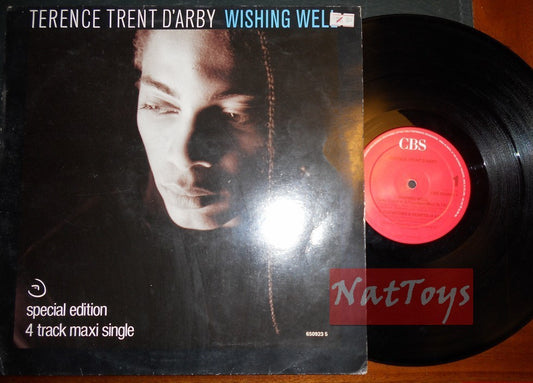 TERENCE TRENT D'ARBY WISHING WELL
CBS
NatToys
special edition
4 track maxi single
650923 5